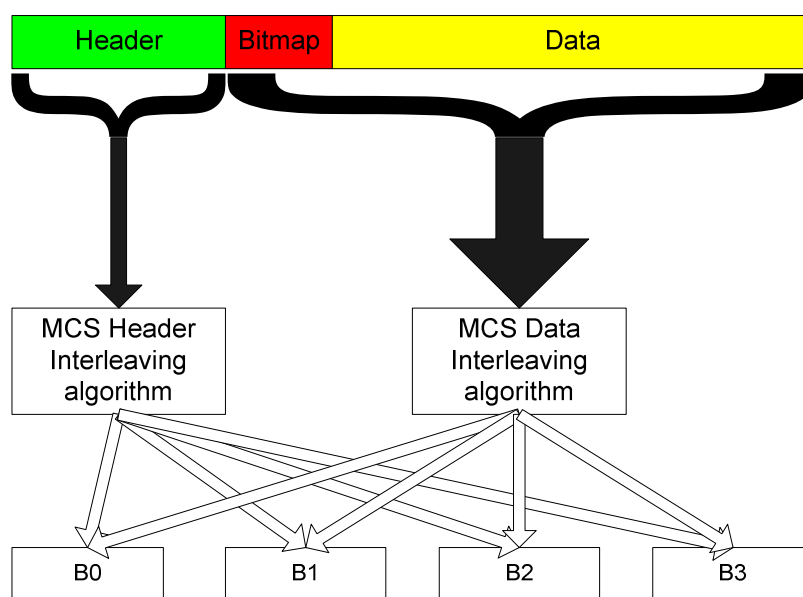 Header Bitmap Data
MCS Header
Interleaving
algorithm
MCS Data
Interleaving
algorithm
B0 B1 B2 B3